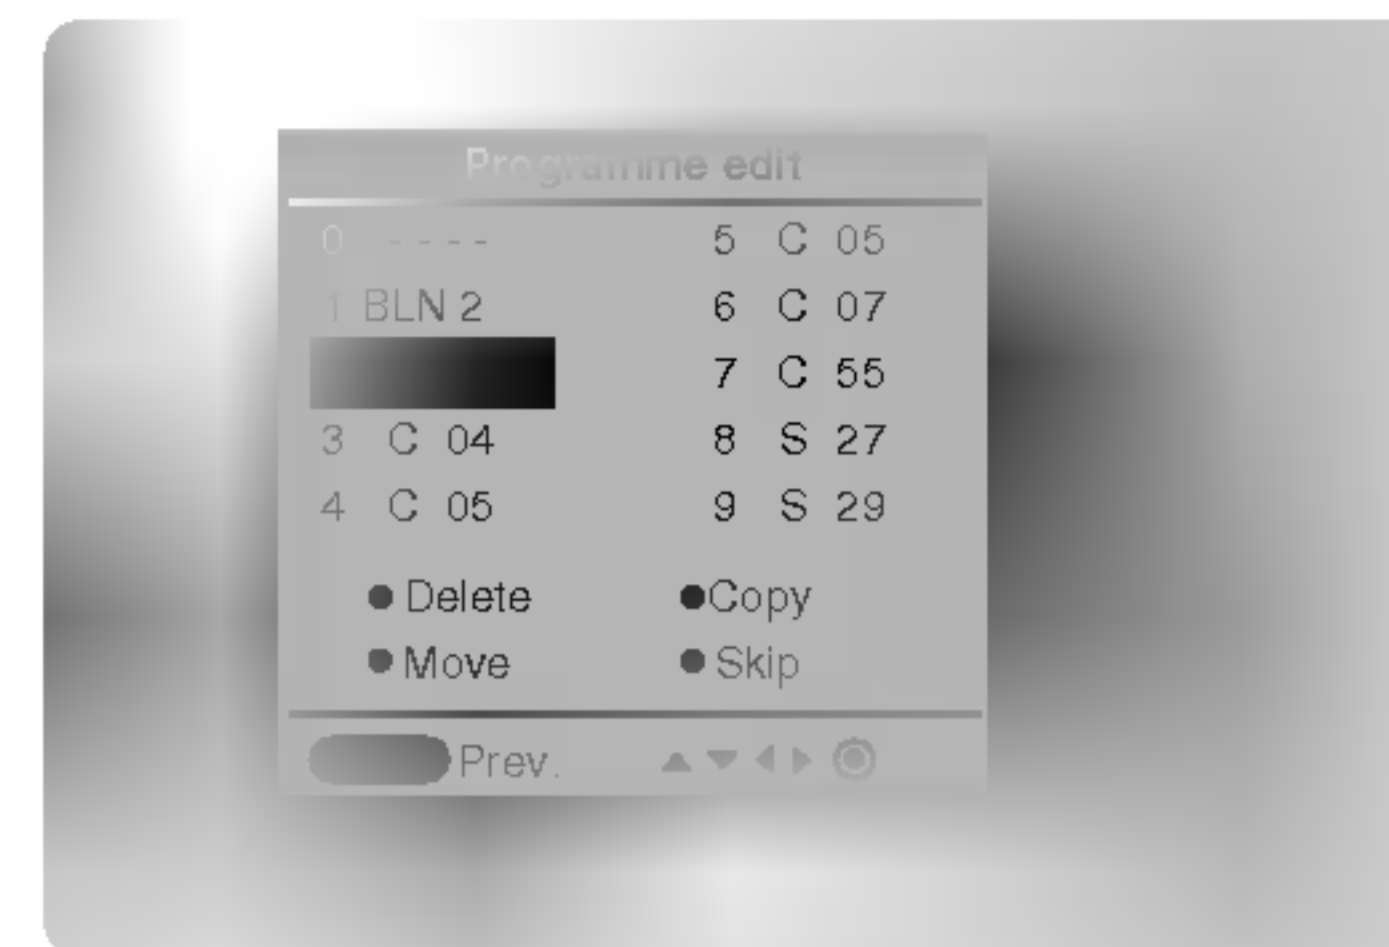 Programme edit
0 - - - -
1 BLN 2
3 C 04
4 C 05
5 C 05
6 C 07
7 C 55
8 S 27
9 S 29
Delete
Copy
Move
Skip
Prev.